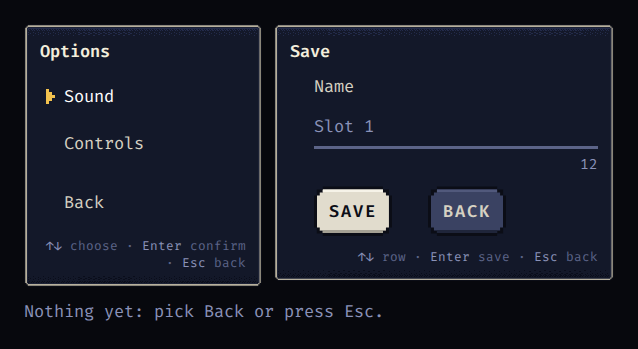 Options
Sound
Controls
Back
↑↓ choose · Enter confirm
· Esc back
Save
Name
Slot 1
12
SAVE
BACK
↑↓ row · Enter save · Esc back
Nothing yet: pick Back or press Esc.